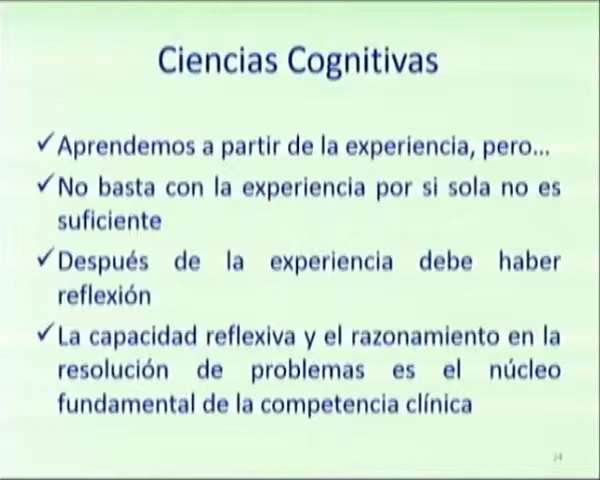 Ciencias Cognitivas
✓Aprendemos a partir de la experiencia, pero...
✓No basta con la experiencia por si sola no es
suficiente
✓Después de la experiencia debe haber
reflexión
✓La capacidad reflexiva y el razonamiento en la
resolución de problemas es el núcleo
fundamental de la competencia clínica